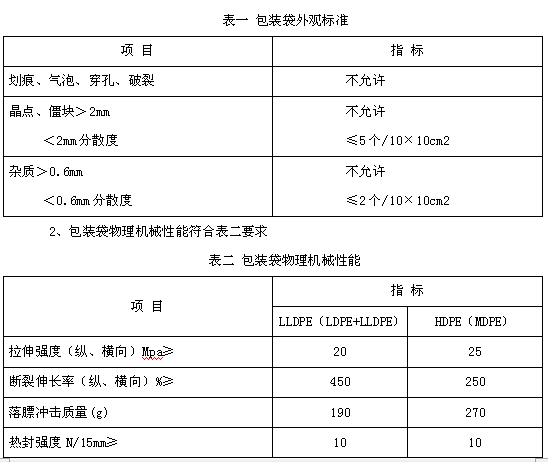 表一 包装袋外观标准
项 目 指 标
划痕、气泡、穿孔、破裂 不允许
晶点、僵块＞2mm 不允许
＜2mm分散度 ≤5个/10×10cm2
杂质＞0.6mm 不允许
＜0.6mm分散度 ≤2个/10×10cm2
2、包装袋物理机械性能符合表二要求
表二 包装袋物理机械性能
项 目 指 标
LLDPE（LDPE+LLDPE） HDPE（MDPE）
拉伸强度（纵、横向）Mpa≥ 20 25
断裂伸长率（纵、横向）%≥ 450 250
落膘冲击质量(g) 190 270
热封强度 N/15mm≥ 10 10